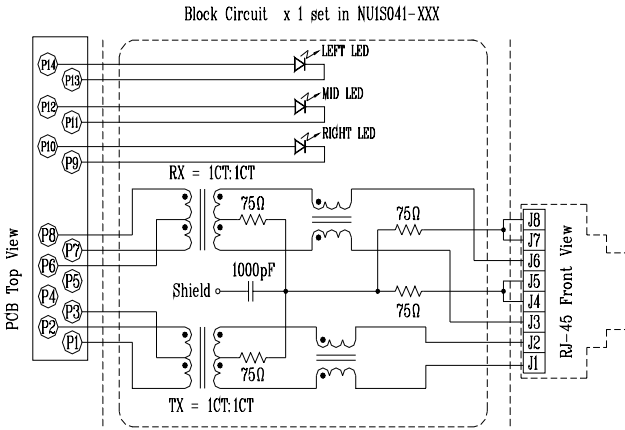 Block Circuit x 1 set in NU1S041-XXX
LEFT LED
P14
P13
MID LED
P12
P11
RIGHT LED
P10
P9
RX = 1CT:1CT
75Ω
75Ω
P8
P7
P6
P5
P4
P3
P2
P1
PCB Top View
1000pF
Shield
75Ω
75Ω
TX = 1CT:1CT
J8
J7
J6
J5
J4
J3
J2
J1
RJ-45 Front View